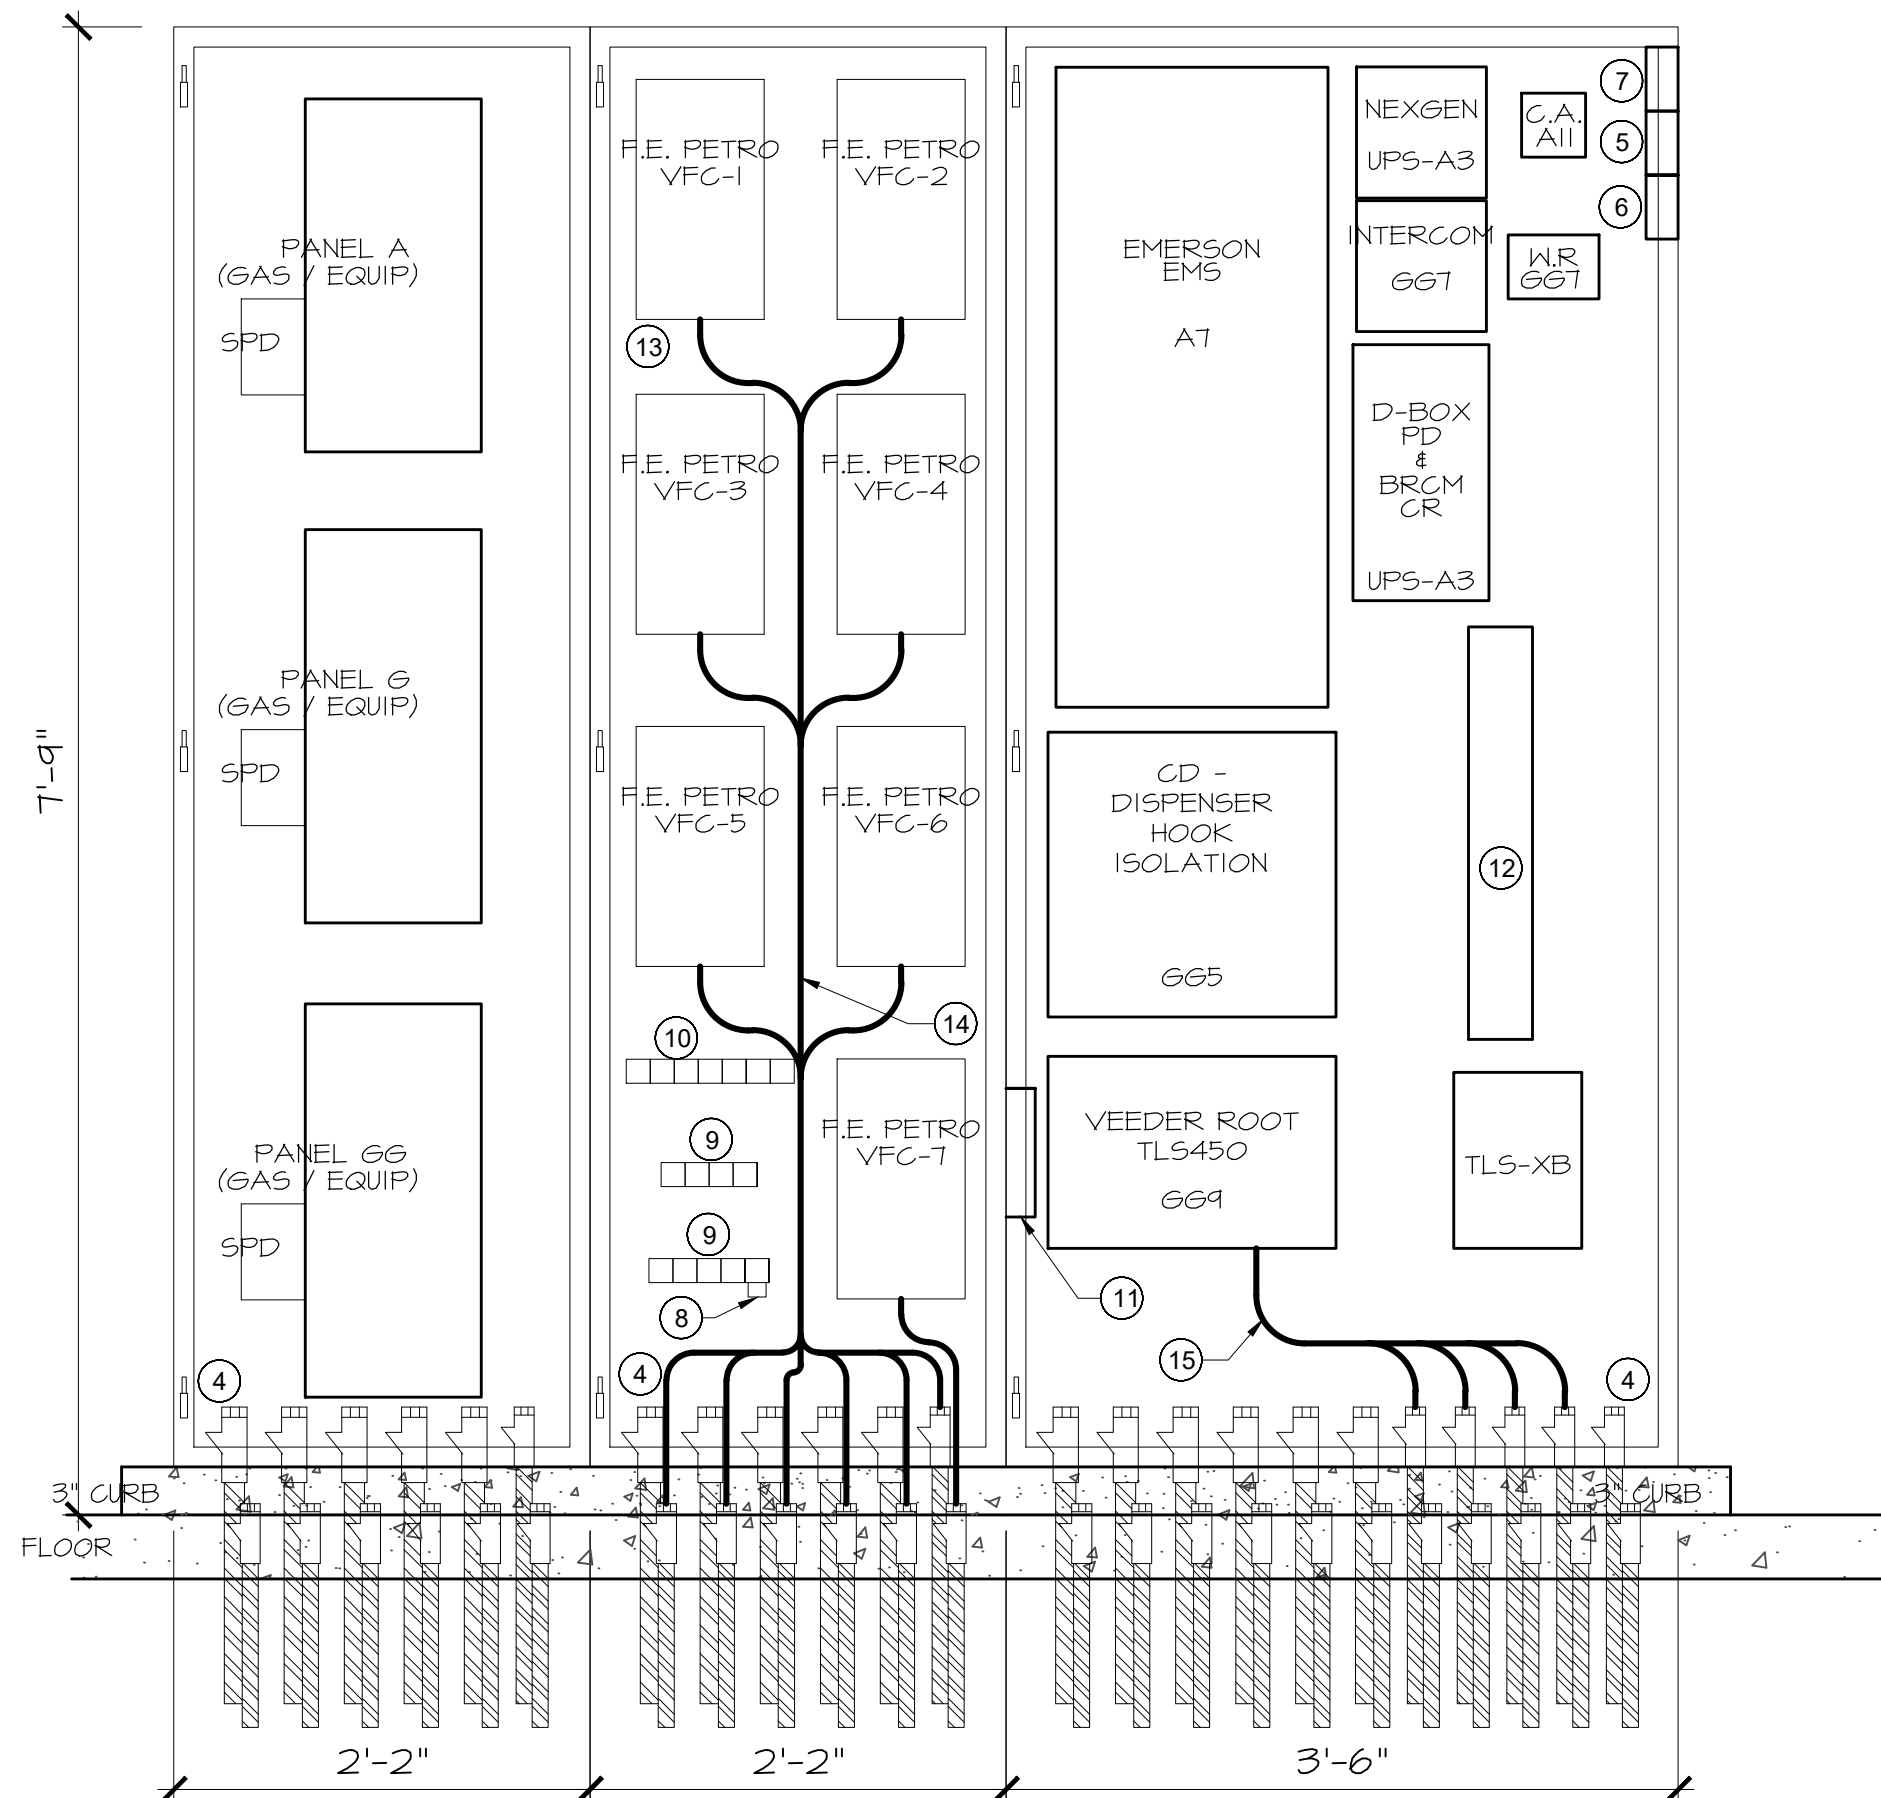 7
5
6
NEXGEN
UPS-A3
C.A.
A11
INTERCOM
GG7
W.R
GG7
PANEL A
(GAS / EQUIP)
SPD
F.E. PETRO
VFC-1
F.E. PETRO
VFC-2
13
EMERSON
EMS
A7
D-BOX
PD
&
BRCM
CR
UPS-A3
F.E. PETRO
VFC-3
F.E. PETRO
VFC-4
PANEL G
(GAS / EQUIP)
SPD
7'-9"
F.E. PETRO
VFC-5
F.E. PETRO
VFC-6
CD -
DISPENSER
HOOK
ISOLATION
GG5
12
14
10
9
9
8
F.E. PETRO
VFC-7
PANEL GG
(GAS / EQUIP)
SPD
VEEDER ROOT
TLS450
GG9
TLS-XB
11
15
4
4
4
3" CURB
3" CURB
FLOOR
2'-2"
2'-2"
3'-6"